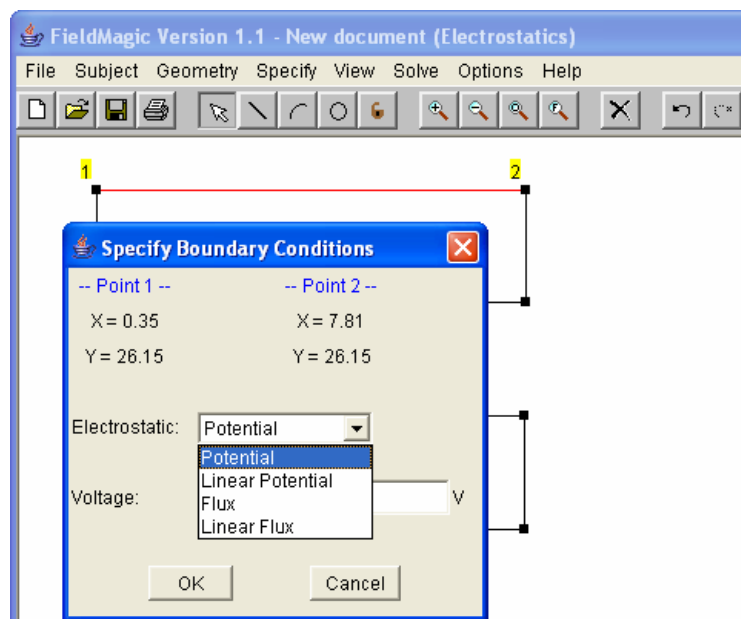 FieldMagic Version 1.1 - New document (Electrostatics)
File Subject Geometry Specify View Solve Options Help
1 2
Specify Boundary Conditions
-- Point 1 -- -- Point 2 --
X = 0.35 X = 7.81
Y = 26.15 Y = 26.15
Electrostatic: Potential
Potential
Linear Potential
Voltage: V
Flux
Linear Flux
OK Cancel